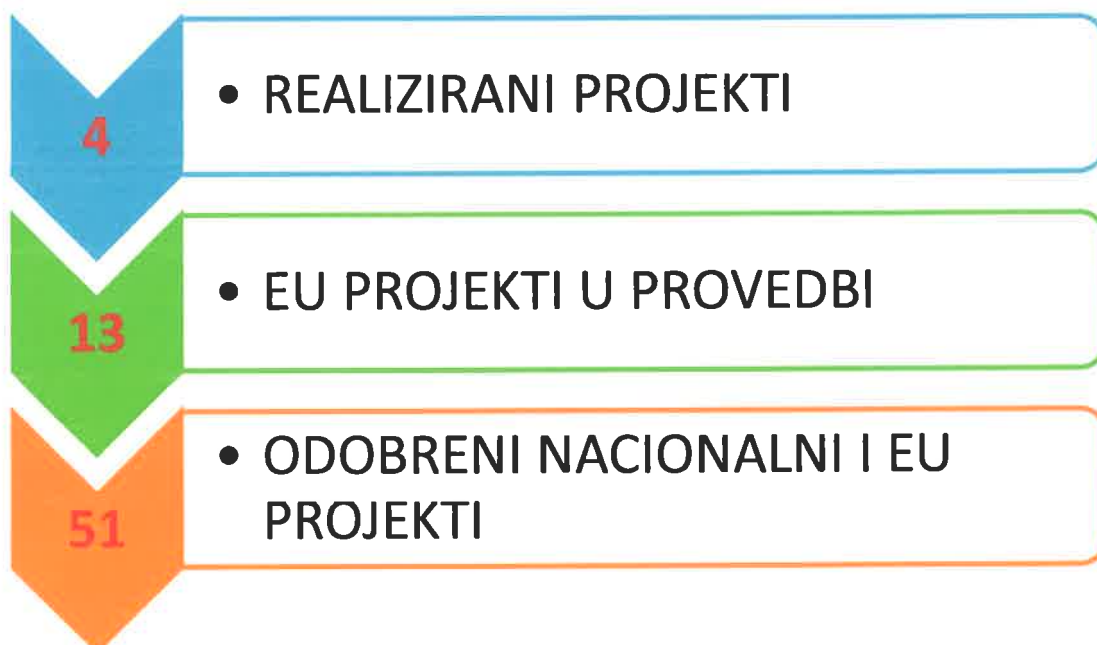 4
• REALIZIRANI PROJEKTI
13
• EU PROJEKTI U PROVEDBI
51
• ODOBRENI NACIONALNI I EU
PROJEKTI